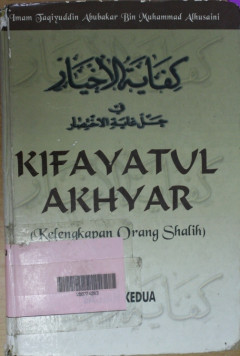 Imam Taqiyuddin Abubakar Bin Muhammad Alhusaini
كفاية الأخيار
في
حل غاية الاختصار
KIFAYATUL
AKHYAR
(Kelengkapan Orang Shalih)
KEDUA